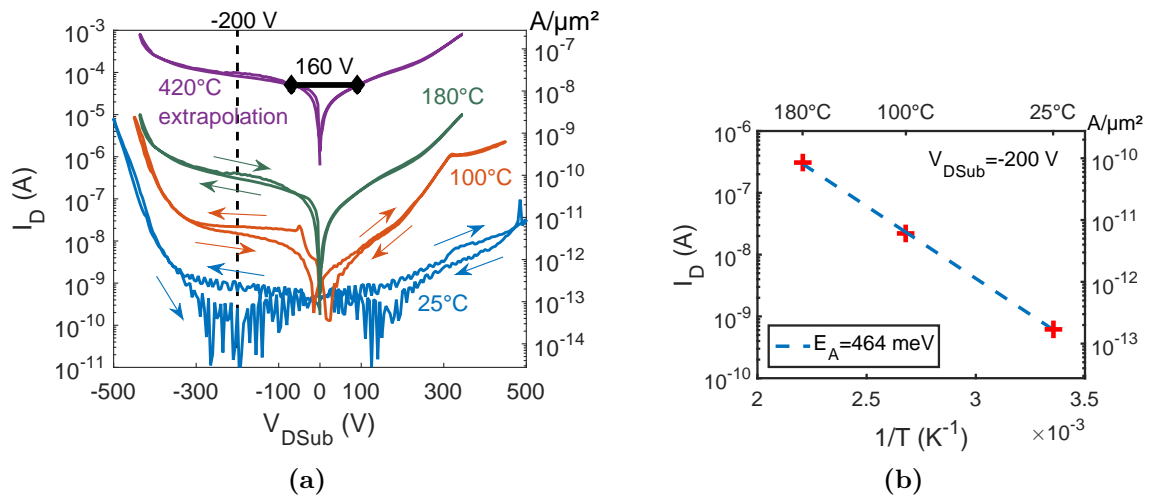 -200 V
A/µm²
10⁻³
10⁻⁴
10⁻⁵
10⁻⁶
10⁻⁷
10⁻⁸
10⁻⁹
10⁻¹⁰
10⁻¹¹
I_D (A)
160 V
420°C
extrapolation
180°C
100°C
25°C
10⁻⁷
10⁻⁸
10⁻⁹
10⁻¹⁰
10⁻¹¹
10⁻¹²
10⁻¹³
10⁻¹⁴
-500 -300 -100 0 100 300 500
V_DSub (V)
(a)
180°C 100°C 25°C
A/µm²
10⁻⁶
10⁻⁷
10⁻⁸
10⁻⁹
10⁻¹⁰
I_D (A)
V_DSub=-200 V
E_A=464 meV
10⁻¹⁰
10⁻¹¹
10⁻¹²
10⁻¹³
2 2.5 3 3.5
1/T (K⁻¹)
×10⁻³
(b)